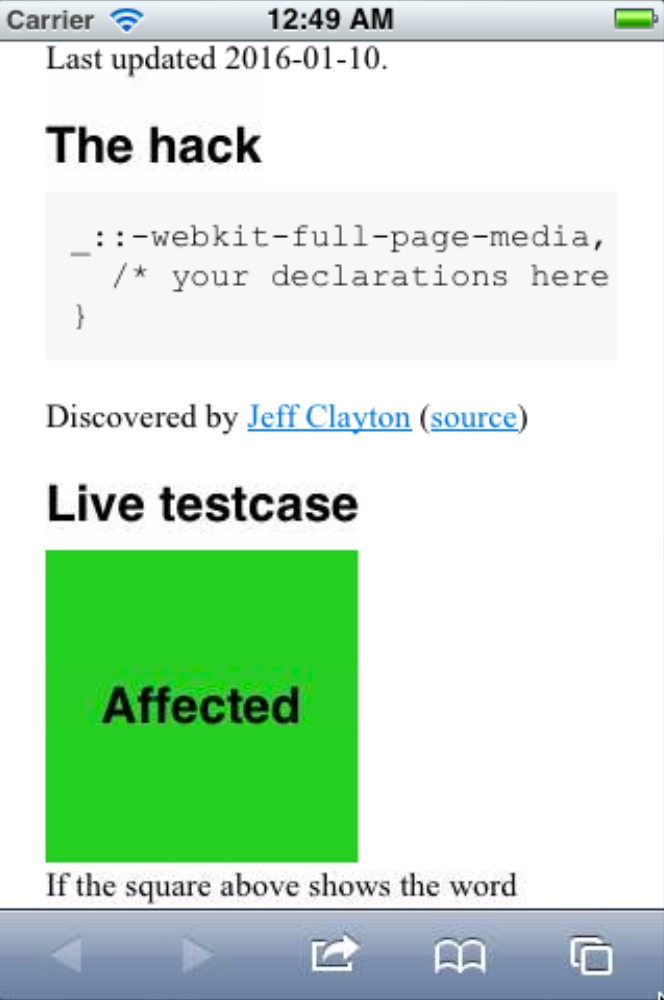 Carrier 12:49 AM
Last updated 2016-01-10.
The hack
_::-webkit-full-page-media,
/* your declarations here
}
Discovered by Jeff Clayton (source)
Live testcase
Affected
If the square above shows the word